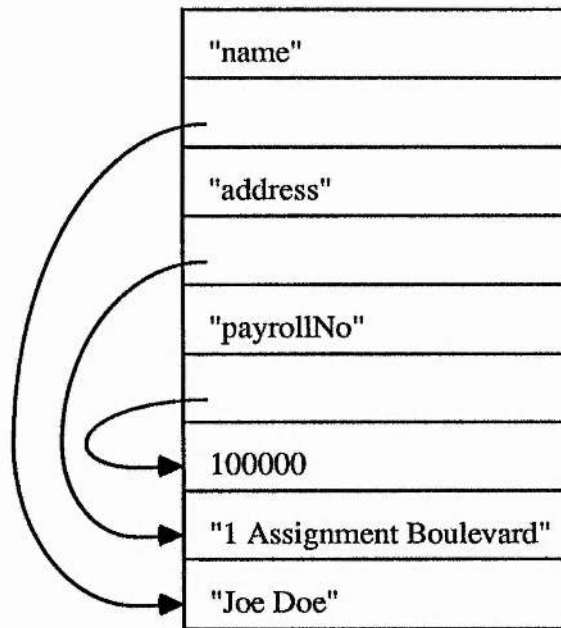 "name"
"address"
"payrollNo"
100000
"1 Assignment Boulevard"
"Joe Doe"